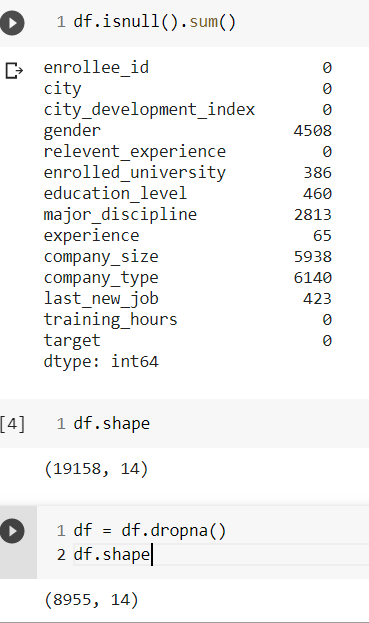 1 df.isnull().sum()
enrollee_id 0
city 0
city_development_index 0
gender 4508
relevent_experience 0
enrolled_university 386
education_level 460
major_discipline 2813
experience 65
company_size 5938
company_type 6140
last_new_job 423
training_hours 0
target 0
dtype: int64
[4] 1 df.shape
(19158, 14)
1 df = df.dropna()
2 df.shape
(8955, 14)